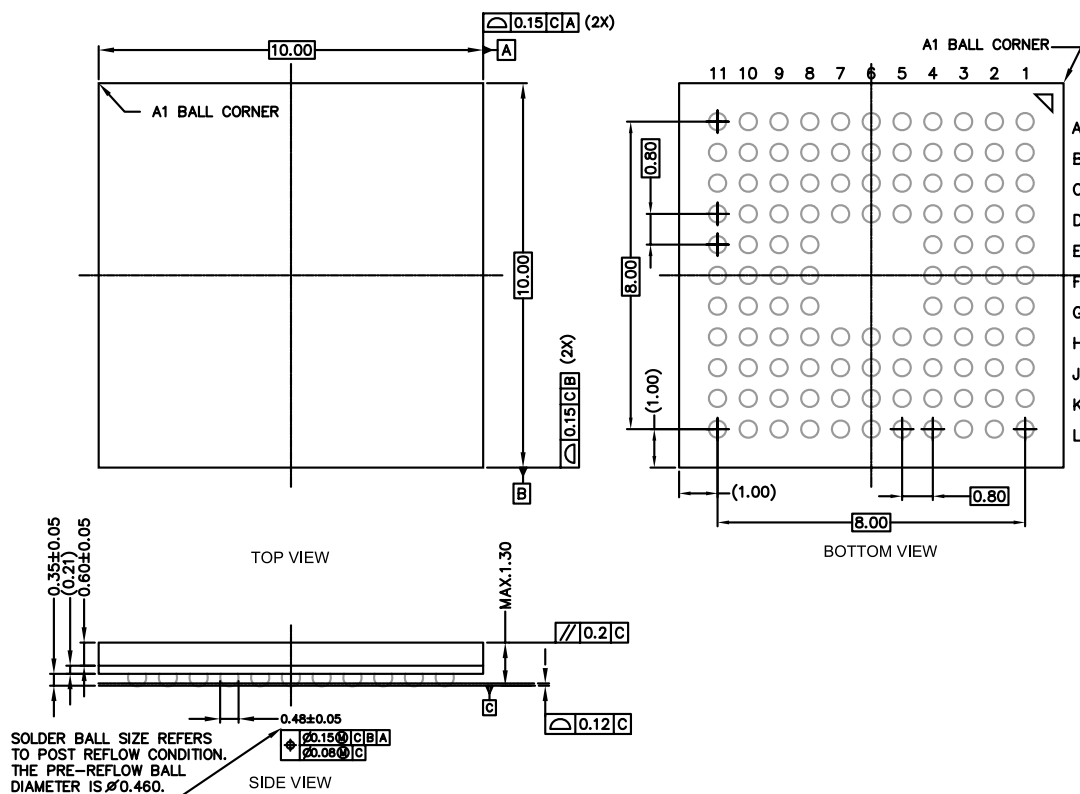 ⌓ 0.15 C A (2X)
10.00
A
A1 BALL CORNER
10.00
⌓ 0.15 C B (2X)
B
TOP VIEW
A1 BALL CORNER
11 10 9 8 7 6 5 4 3 2 1
A
B
C
D
E
F
G
H
J
K
L
0.80
8.00
(1.00)
(1.00)
0.80
8.00
BOTTOM VIEW
0.35±0.05
(0.21)
0.60±0.05
MAX.1.30
// 0.2 C
C
⌓ 0.12 C
0.48±0.05
⌖ Ø0.15Ⓜ C B A
Ø0.08Ⓜ C
SOLDER BALL SIZE REFERS
TO POST REFLOW CONDITION.
THE PRE-REFLOW BALL
DIAMETER IS Ø0.460.
SIDE VIEW